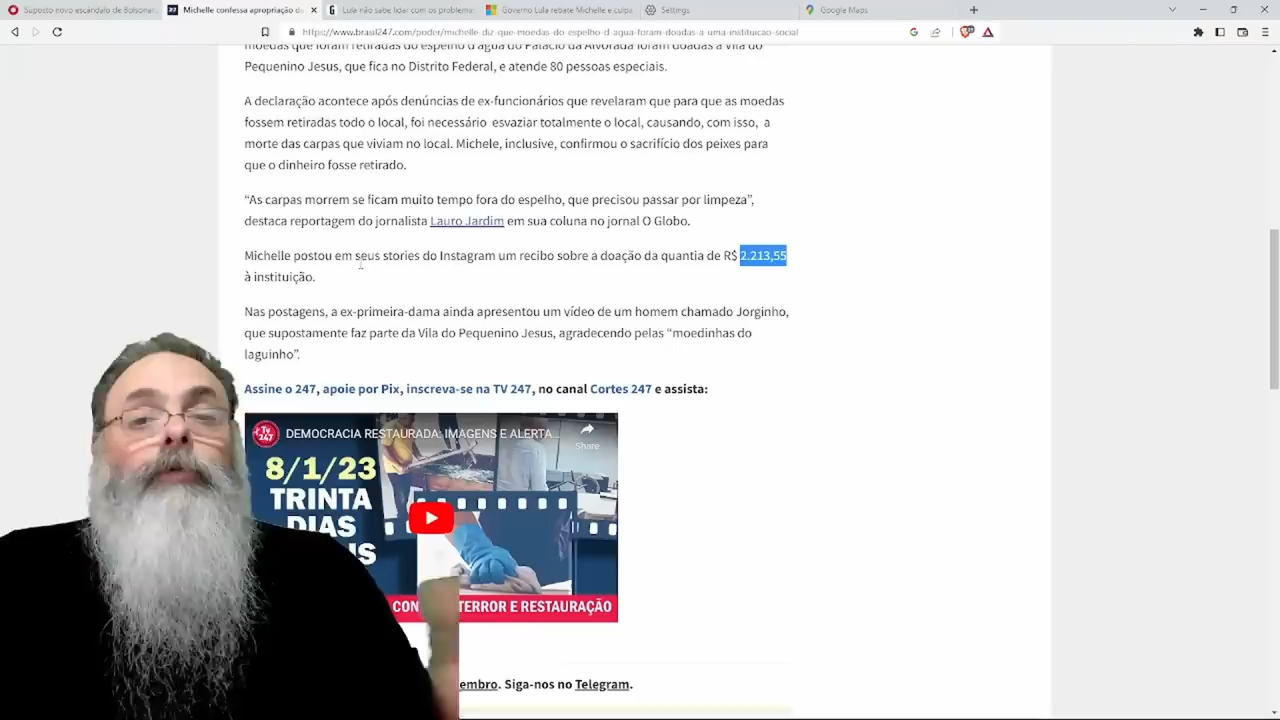 Suposto novo escândalo de Bolsonar
Michelle confessa apropriação de
Lula não sabe lidar com os problema
Governo Lula rebate Michelle e culpa
Settings
Google Maps
https://www.brasil247.com/poder/michelle-diz-que-moedas-do-espelho-d-agua-foram-doadas-a-uma-instituicao-social
moedas que foram retiradas do espelho d'água do Palácio da Alvorada foram doadas à Vila do
Pequenino Jesus, que fica no Distrito Federal, e atende 80 pessoas especiais.
A declaração acontece após denúncias de ex-funcionários que revelaram que para que as moedas
fossem retiradas todo o local, foi necessário esvaziar totalmente o local, causando, com isso, a
morte das carpas que viviam no local. Michele, inclusive, confirmou o sacrifício dos peixes para
que o dinheiro fosse retirado.
“As carpas morrem se ficam muito tempo fora do espelho, que precisou passar por limpeza”,
destaca reportagem do jornalista Lauro Jardim em sua coluna no jornal O Globo.
Michelle postou em seus stories do Instagram um recibo sobre a doação da quantia de R$ 2.213,55
à instituição.
Nas postagens, a ex-primeira-dama ainda apresentou um vídeo de um homem chamado Jorginho,
que supostamente faz parte da Vila do Pequenino Jesus, agradecendo pelas “moedinhas do
laguinho”.
Assine o 247, apoie por Pix, inscreva-se na TV 247, no canal Cortes 247 e assista:
TV 247
DEMOCRACIA RESTAURADA: IMAGENS E ALERTA...
Share
8/1/23
TRINTA
DIAS
CON TERROR E RESTAURAÇÃO
embro. Siga-nos no Telegram.